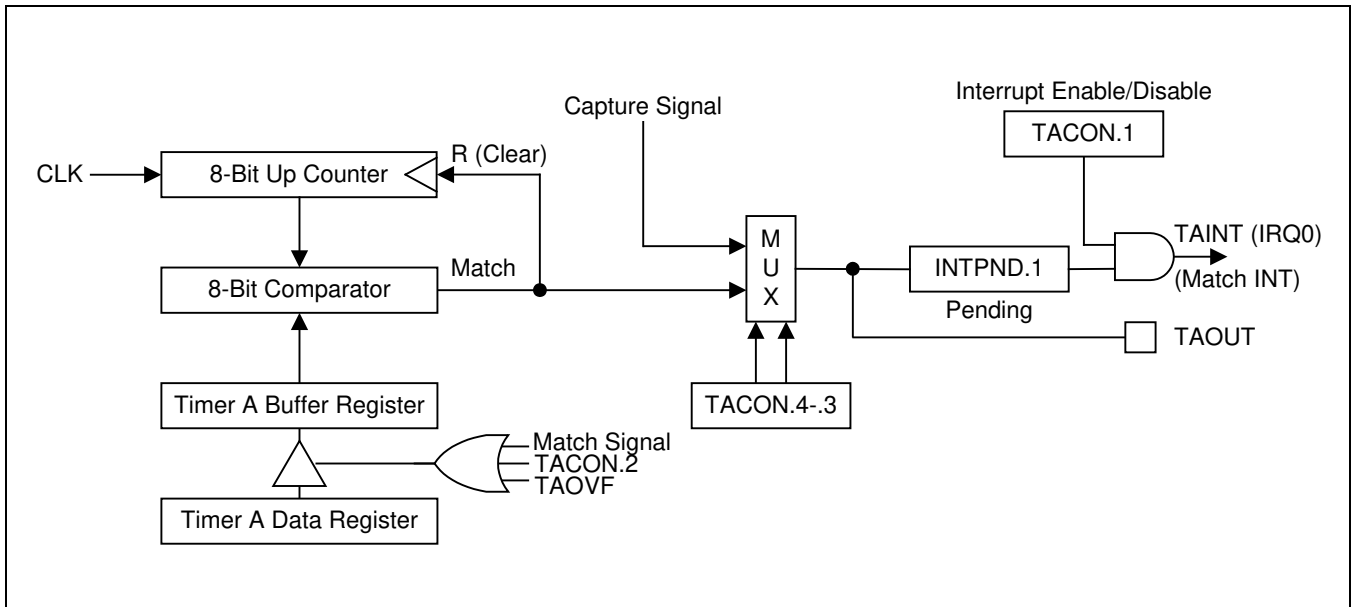 Interrupt Enable/Disable
Capture Signal
TACON.1
R (Clear)
CLK
8-Bit Up Counter
M
U
X
TAINT (IRQ0)
Match
INTPND.1
(Match INT)
8-Bit Comparator
Pending
TAOUT
Timer A Buffer Register
TACON.4-.3
Match Signal
TACON.2
TAOVF
Timer A Data Register